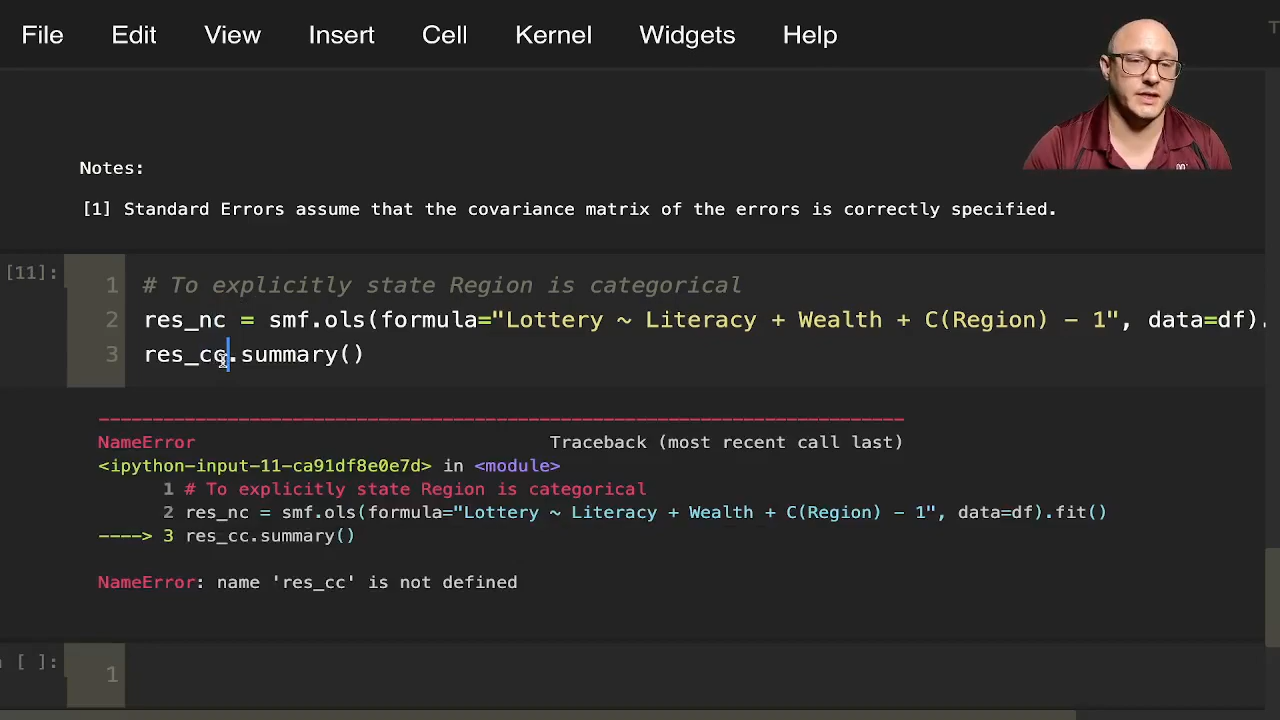 File Edit View Insert Cell Kernel Widgets Help
Notes:
[1] Standard Errors assume that the covariance matrix of the errors is correctly specified.
[11]:
1 # To explicitly state Region is categorical
2 res_nc = smf.ols(formula="Lottery ~ Literacy + Wealth + C(Region) - 1", data=df).
3 res_cc.summary()
---------------------------------------------------------------------------
NameError Traceback (most recent call last)
<ipython-input-11-ca91df8e0e7d> in <module>
1 # To explicitly state Region is categorical
2 res_nc = smf.ols(formula="Lottery ~ Literacy + Wealth + C(Region) - 1", data=df).fit()
----> 3 res_cc.summary()
NameError: name 'res_cc' is not defined
[ ]:
1